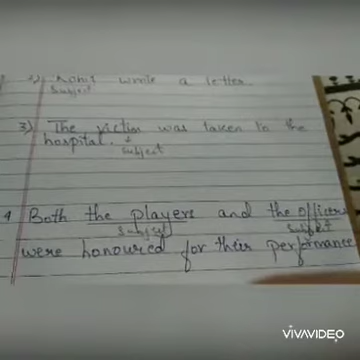 2) Rohit wrote a letter
Subject
3) The victim was taken to the
hospital.
subject
4 Both the players and the officers
subject subject
were honoured for their performance
VIVAVIDEO